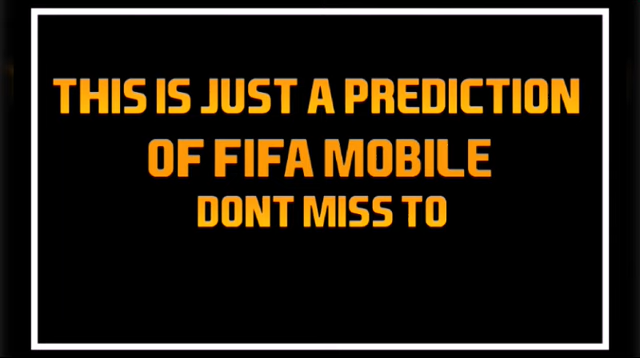 THIS IS JUST A PREDICTION
OF FIFA MOBILE
DONT MISS TO